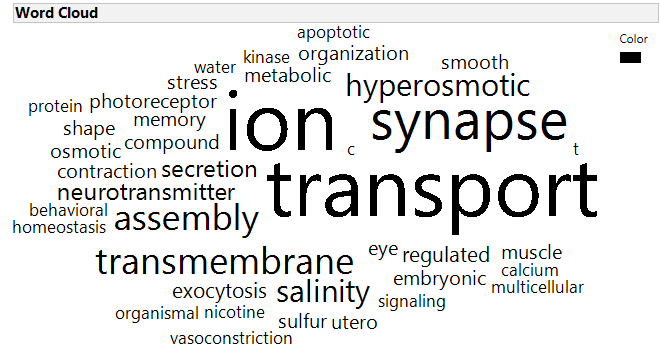 Word Cloud
apoptotic
Color
kinase organization
water metabolic smooth
stress hyperosmotic
protein photoreceptor
shape memory ion synapse
osmotic compound c t
contraction secretion transport
neurotransmitter
behavioral assembly
homeostasis
transmembrane eye regulated muscle
calcium
embryonic multicellular
exocytosis salinity signaling
organismal nicotine
sulfur utero
vasoconstriction